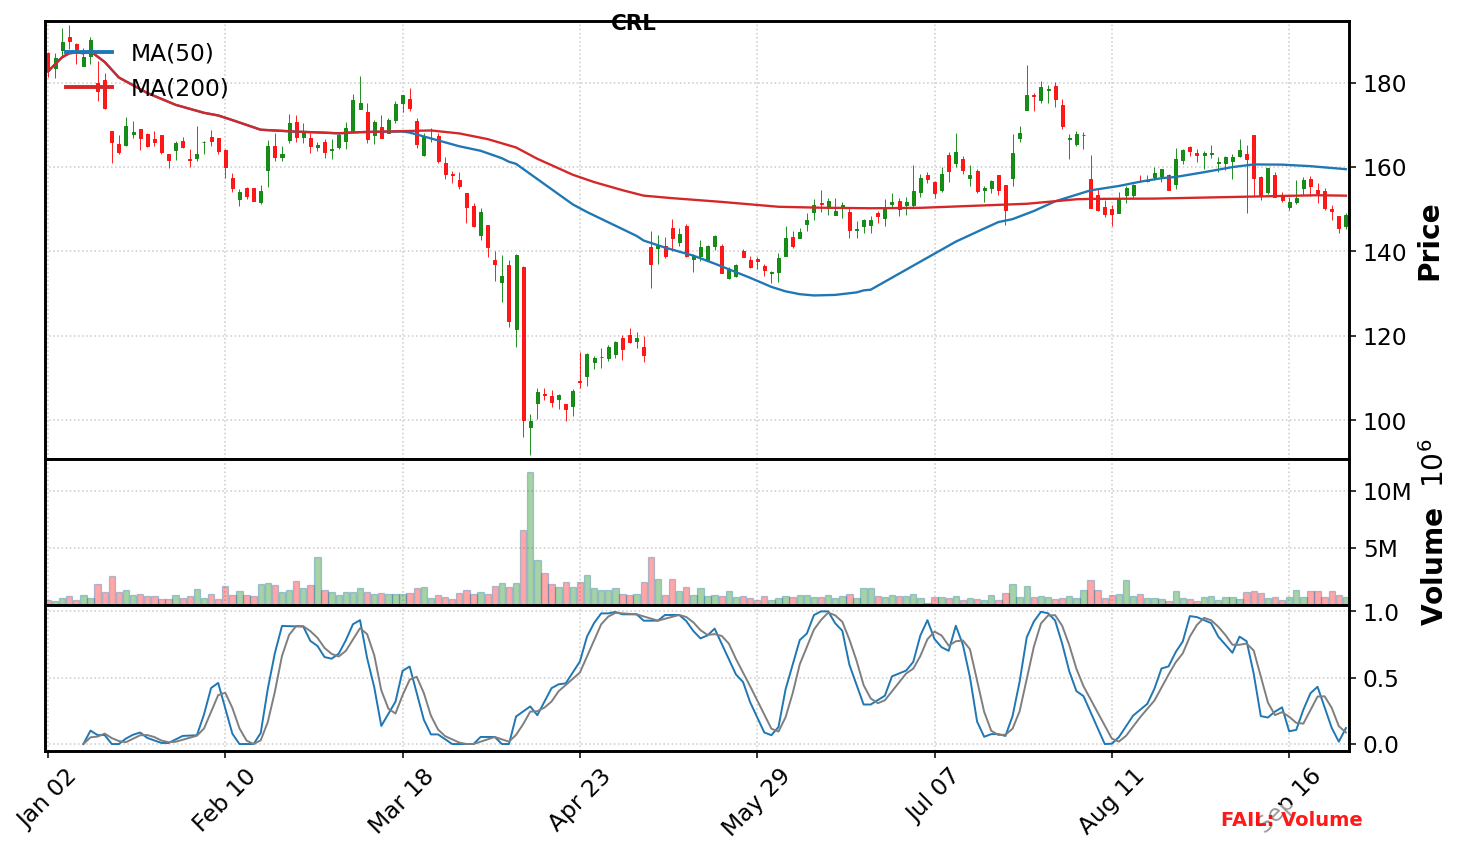 CRL
MA(50)
MA(200)
180
160
140
120
100
Price
10M
5M
Volume 10⁶
1.0
0.5
0.0
Jan 02
Feb 10
Mar 18
Apr 23
May 29
Jul 07
Aug 11
Sep 16
FAIL: Volume